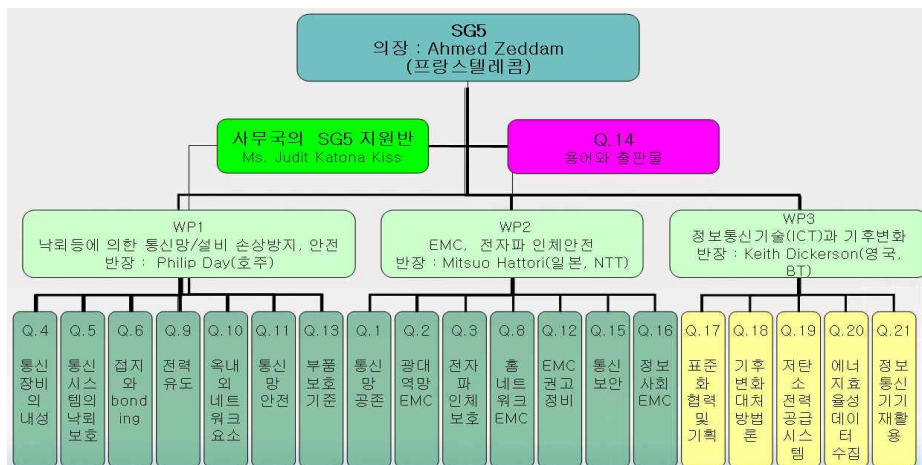 SG5
의장 : Ahmed Zeddam
(프랑스텔레콤)
사무국의 SG5 지원반
Ms. Judit Katona Kiss
Q.14
용어와 출판물
WP1
낙뢰등에 의한 통신망/설비 손상방지, 안전
반장 : Philip Day(호주)
WP2
EMC, 전자파 인체안전
반장 : Mitsuo Hattori(일본, NTT)
WP3
정보통신기술(ICT)과 기후변화
반장 : Keith Dickerson(영국,
BT)
Q.4
통신
장비
의
내성
Q.5
통신
시스
템의
낙뢰
보호
Q.6
접지
와
bond
ing
Q.9
전력
유도
Q.10
옥내
외
네트
워크
요소
Q.11
통신
망
안전
Q.13
부품
보호
기준
Q.1
통신
망
공존
Q.2
광대
역망
EMC
Q.3
전자
파
인체
보호
Q.8
홈
네트
워크
EMC
Q.12
EMC
권고
정비
Q.15
통신
보안
Q.16
정보
사회
EMC
Q.17
표준
화
협력
및
기획
Q.18
기후
변화
대처
방법
론
Q.19
저탄
소
전력
공급
시스
템
Q.20
에너
지효
율성
데이
터
수집
Q.21
정보
통신
기기
재활
용